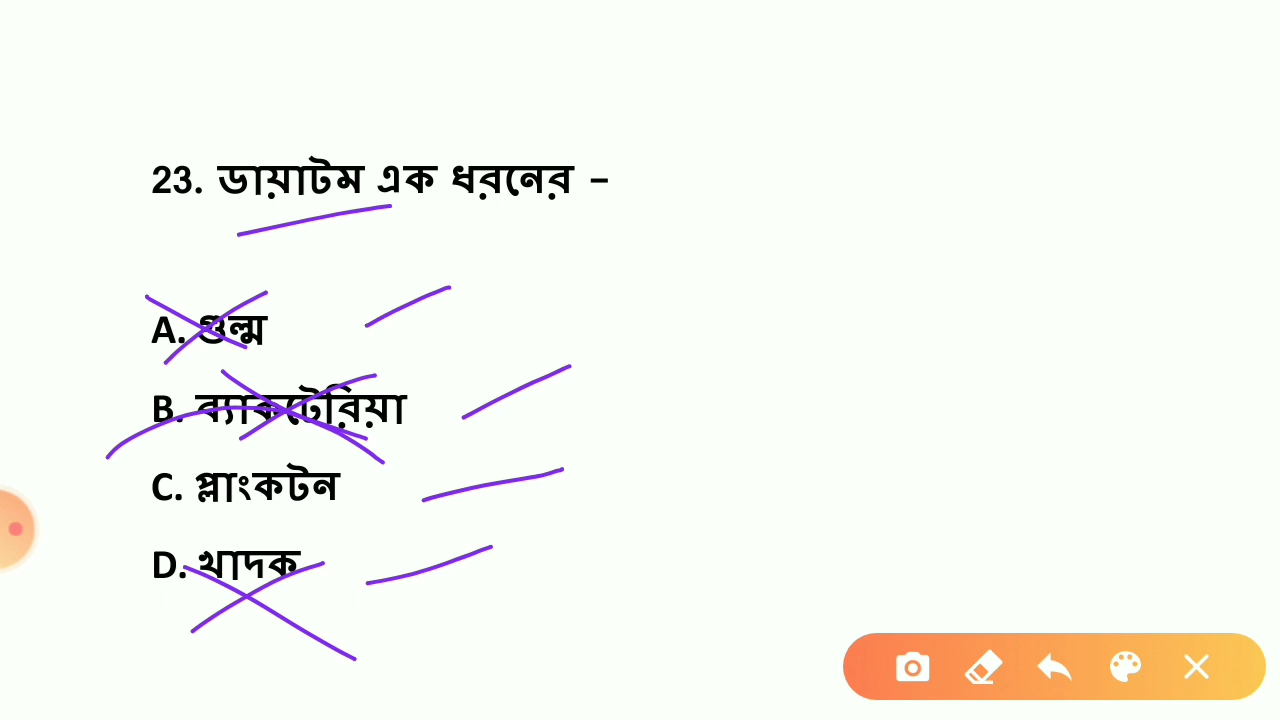 23. ডায়াটম এক ধরনের –
A. গুল্ম
B. ব্যাকটেরিয়া
C. প্লাংকটন
D. খাদক